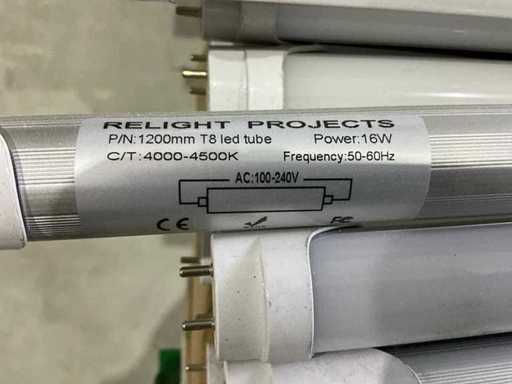 RELIGHT PROJECTS
P/N:1200mm T8 led tube Power:16W
C/T:4000-4500K Frequency:50-60Hz
AC:100-240V
CE FC